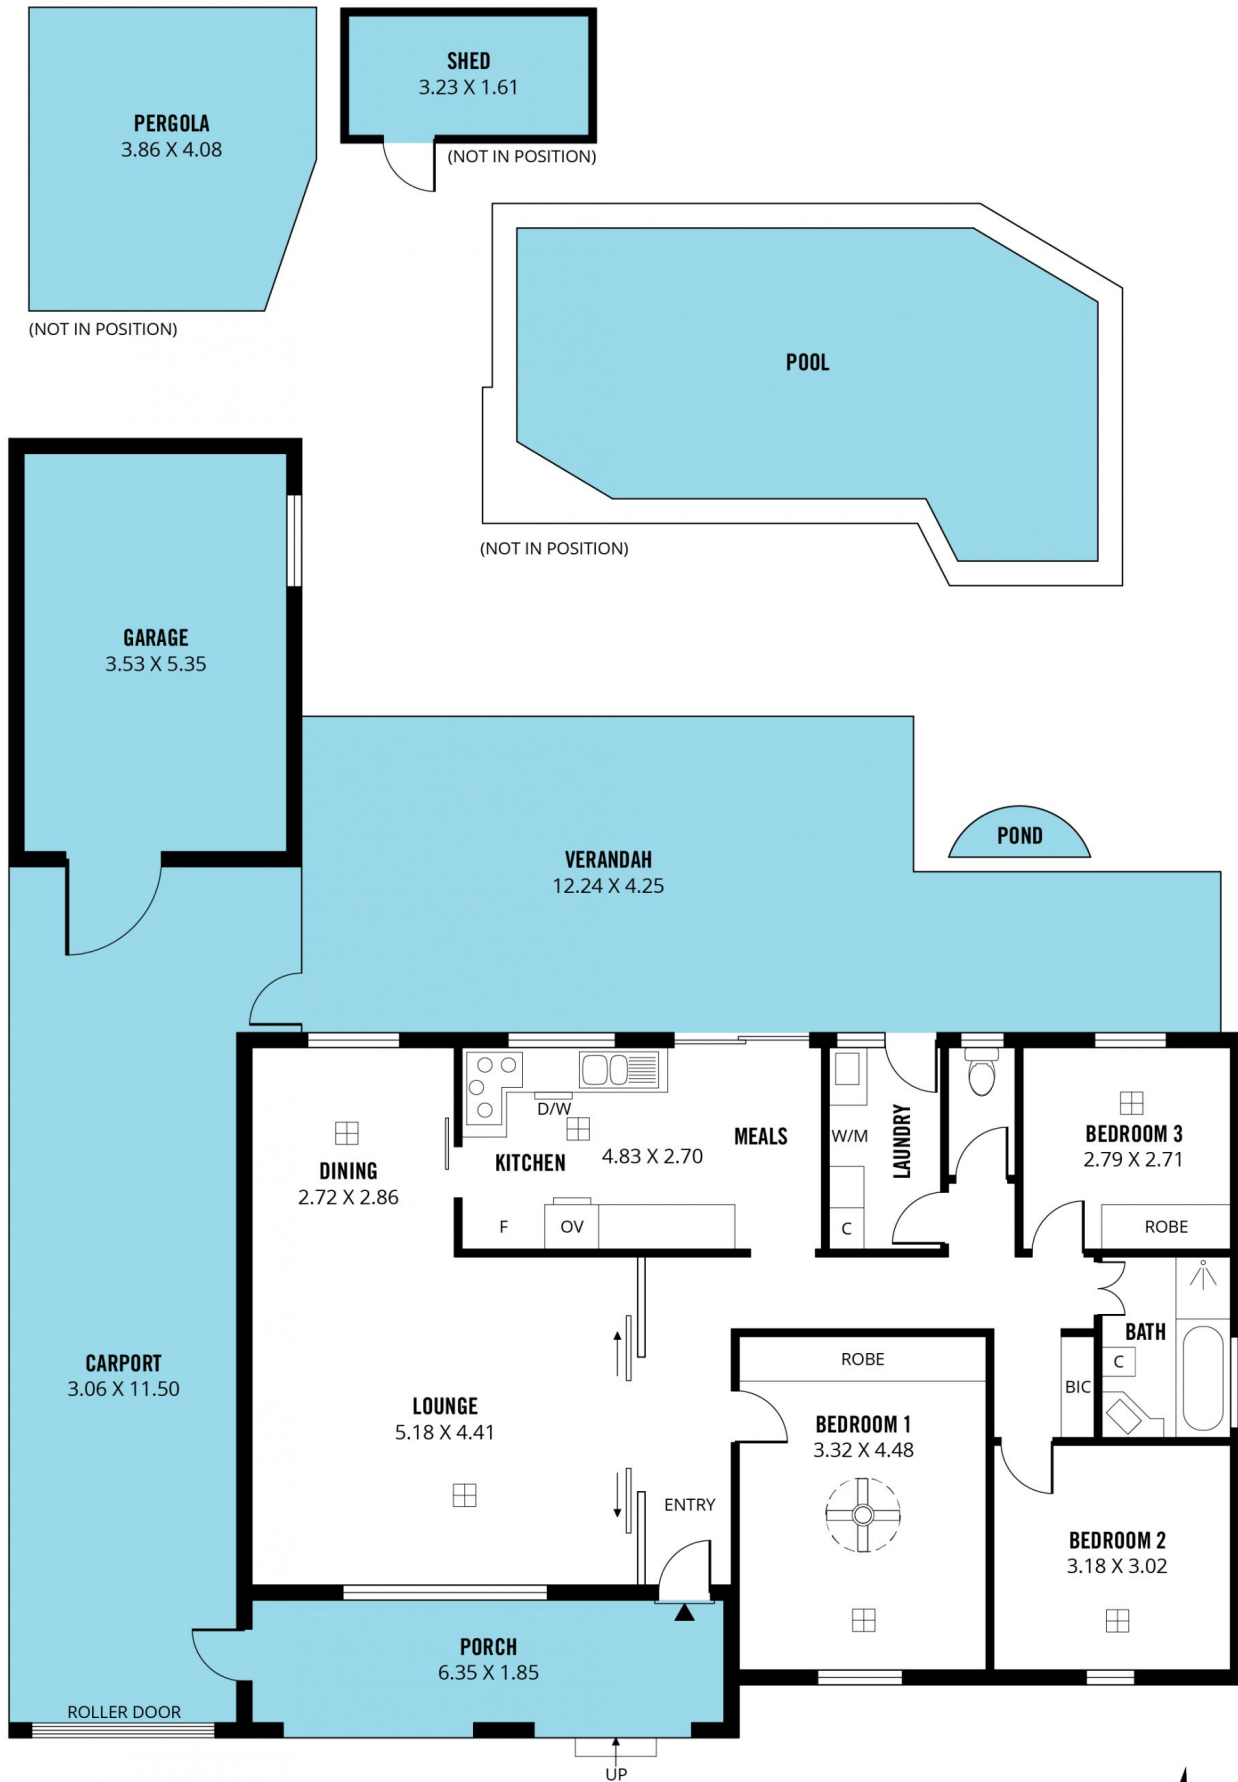 SHED
3.23 X 1.61
PERGOLA
3.86 X 4.08
(NOT IN POSITION)
(NOT IN POSITION)
POOL
(NOT IN POSITION)
GARAGE
3.53 X 5.35
POND
VERANDAH
12.24 X 4.25
D/W
MEALS
W/M
LAUNDRY
BEDROOM 3
2.79 X 2.71
KITCHEN
4.83 X 2.70
DINING
2.72 X 2.86
F
OV
C
ROBE
BATH
CARPORT
3.06 X 11.50
ROBE
C
BIC
LOUNGE
5.18 X 4.41
BEDROOM 1
3.32 X 4.48
ENTRY
BEDROOM 2
3.18 X 3.02
PORCH
6.35 X 1.85
ROLLER DOOR
UP